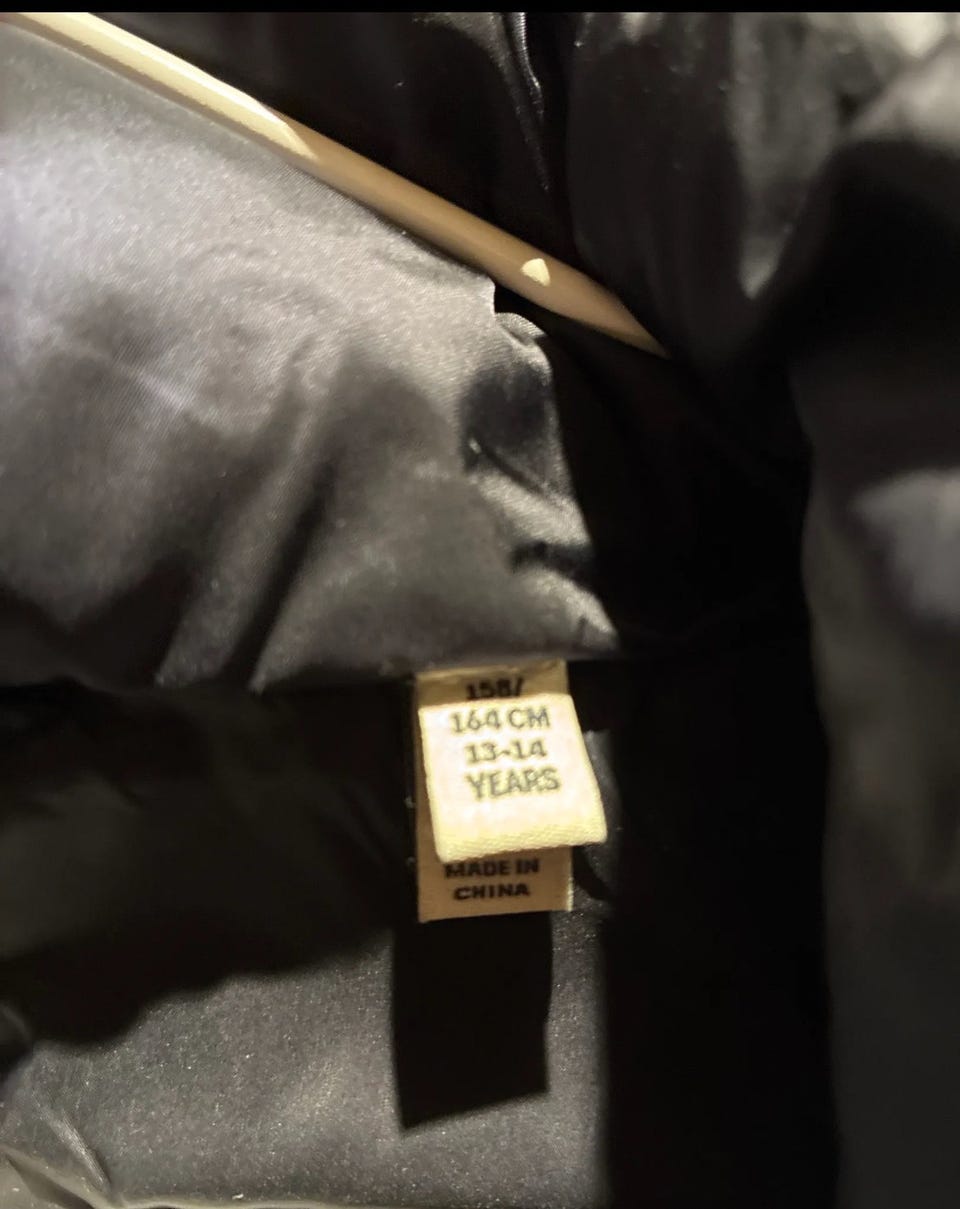 158/
164 CM
13-14
YEARS
MADE IN
CHINA